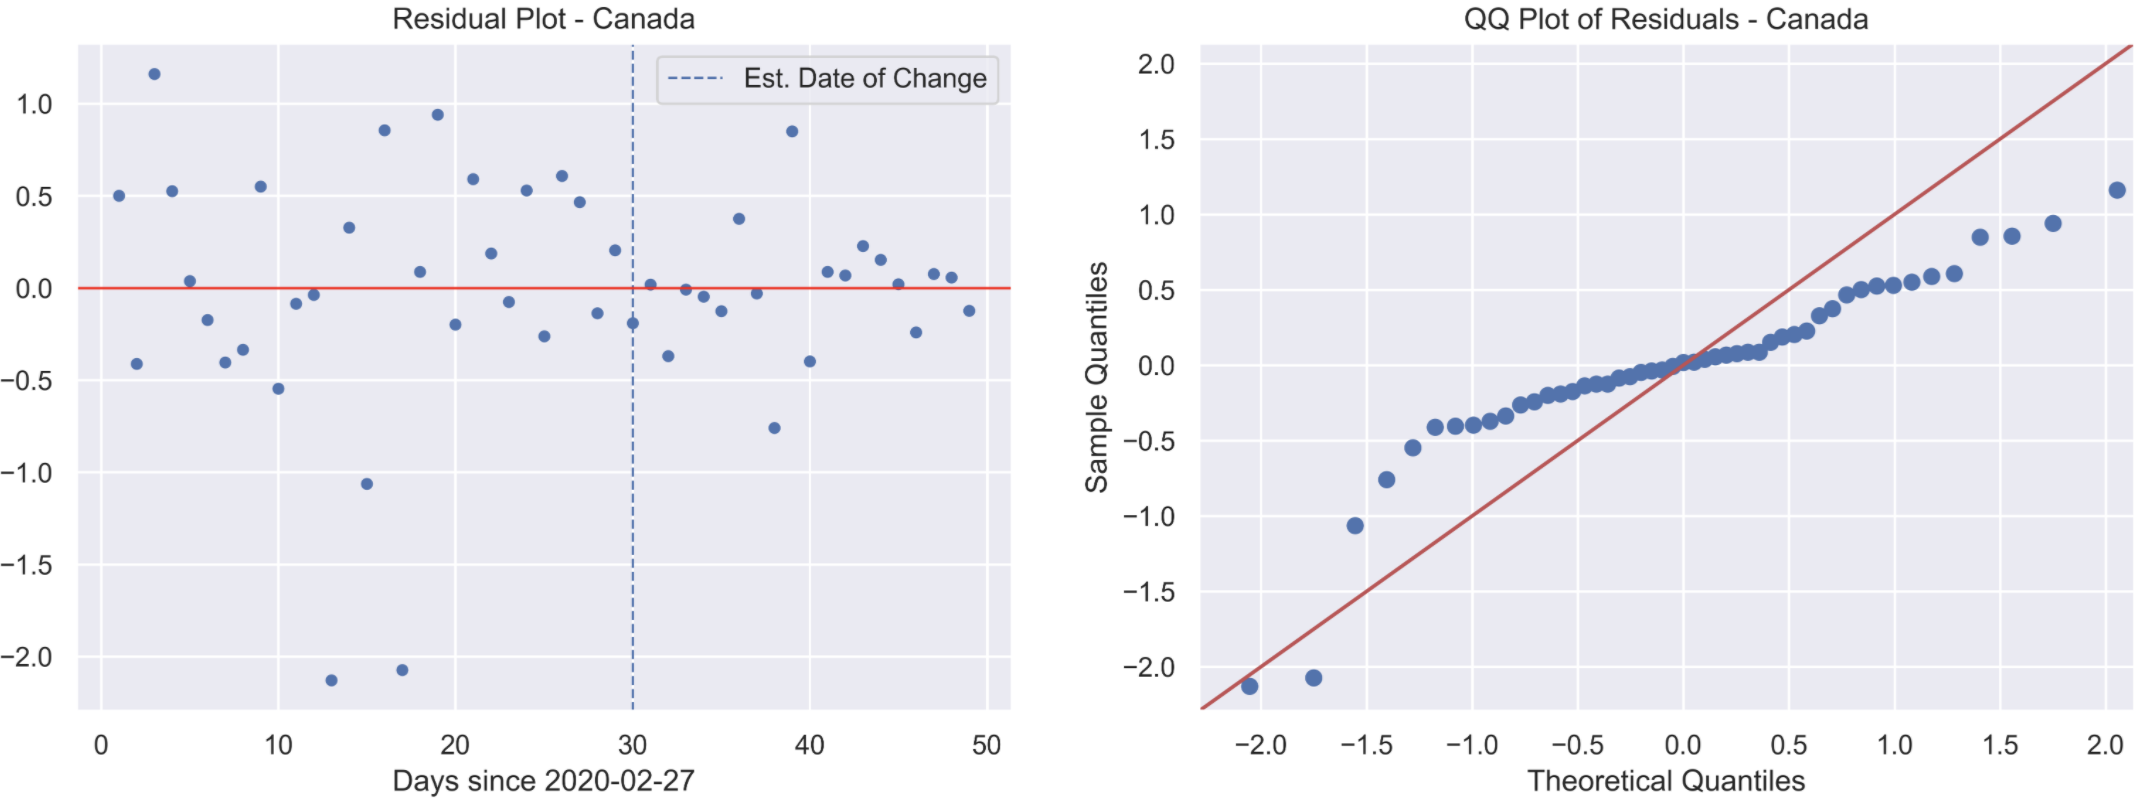 Residual Plot - Canada
Est. Date of Change
1.0
0.5
0.0
−0.5
−1.0
−1.5
−2.0
0 10 20 30 40 50
Days since 2020-02-27
QQ Plot of Residuals - Canada
Sample Quantiles
2.0
1.5
1.0
0.5
0.0
−0.5
−1.0
−1.5
−2.0
−2.0 −1.5 −1.0 −0.5 0.0 0.5 1.0 1.5 2.0
Theoretical Quantiles